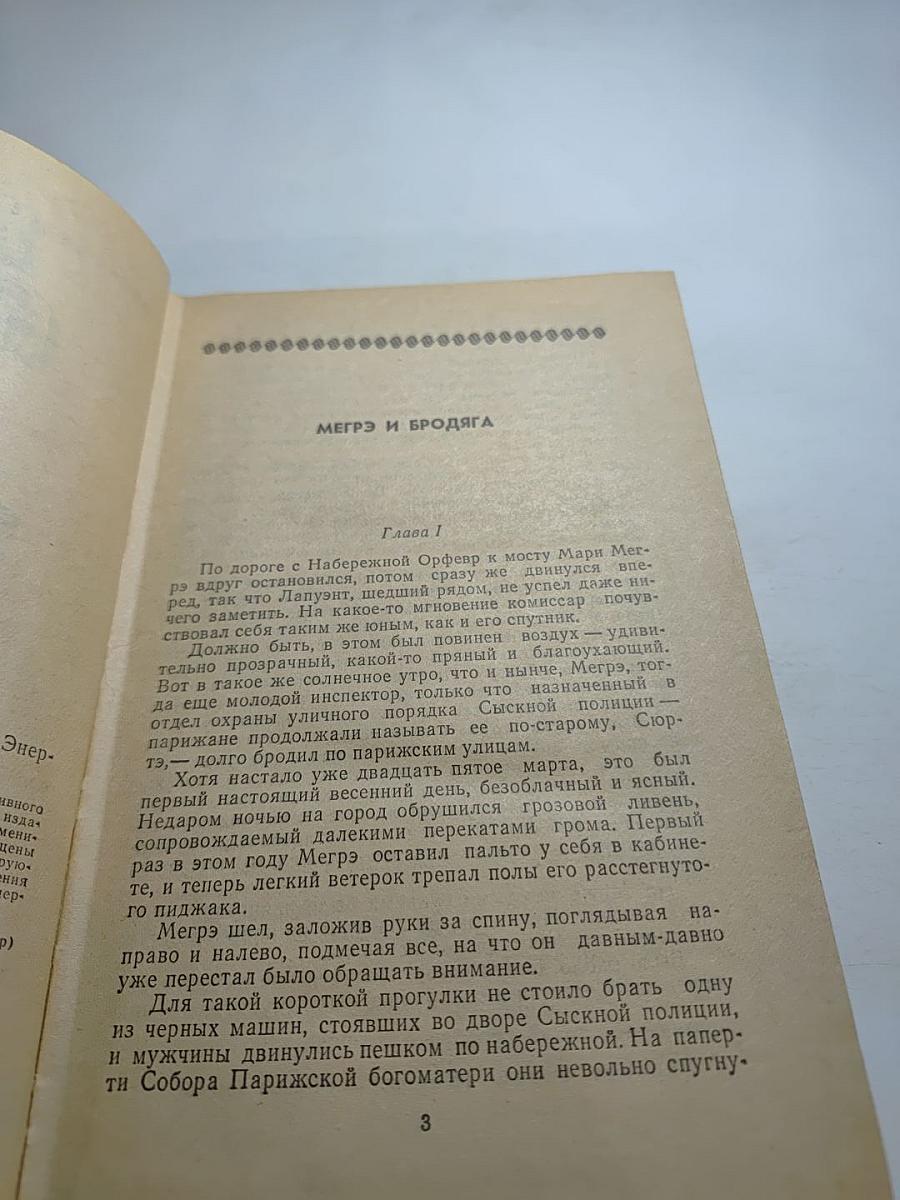 Энер-
ивного
изда-
мени-
щены
рую-
ения
нер-
р)
МЕГРЭ И БРОДЯГА
Глава I
По дороге с Набережной Орфевр к мосту Мари Мег-
рэ вдруг остановился, потом сразу же двинулся впе-
ред, так что Лапуэнт, шедший рядом, не успел даже ни-
чего заметить. На какое-то мгновение комиссар почув-
ствовал себя таким же юным, как и его спутник.
Должно быть, в этом был повинен воздух — удиви-
тельно прозрачный, какой-то пряный и благоухающий.
Вот в такое же солнечное утро, что и нынче, Мегрэ, тог-
да еще молодой инспектор, только что назначенный в
отдел охраны уличного порядка Сыскной полиции —
парижане продолжали называть ее по-старому, Сюр-
тэ,— долго бродил по парижским улицам.
Хотя настало уже двадцать пятое марта, это был
первый настоящий весенний день, безоблачный и ясный.
Недаром ночью на город обрушился грозовой ливень,
сопровождаемый далекими перекатами грома. Первый
раз в этом году Мегрэ оставил пальто у себя в кабине-
те, и теперь легкий ветерок трепал полы его расстегнуто-
го пиджака.
Мегрэ шел, заложив руки за спину, поглядывая на-
право и налево, подмечая все, на что он давным-давно
уже перестал было обращать внимание.
Для такой короткой прогулки не стоило брать одну
из черных машин, стоявших во дворе Сыскной полиции,
и мужчины двинулись пешком по набережной. На папер-
ти Собора Парижской богоматери они невольно спугну-
3